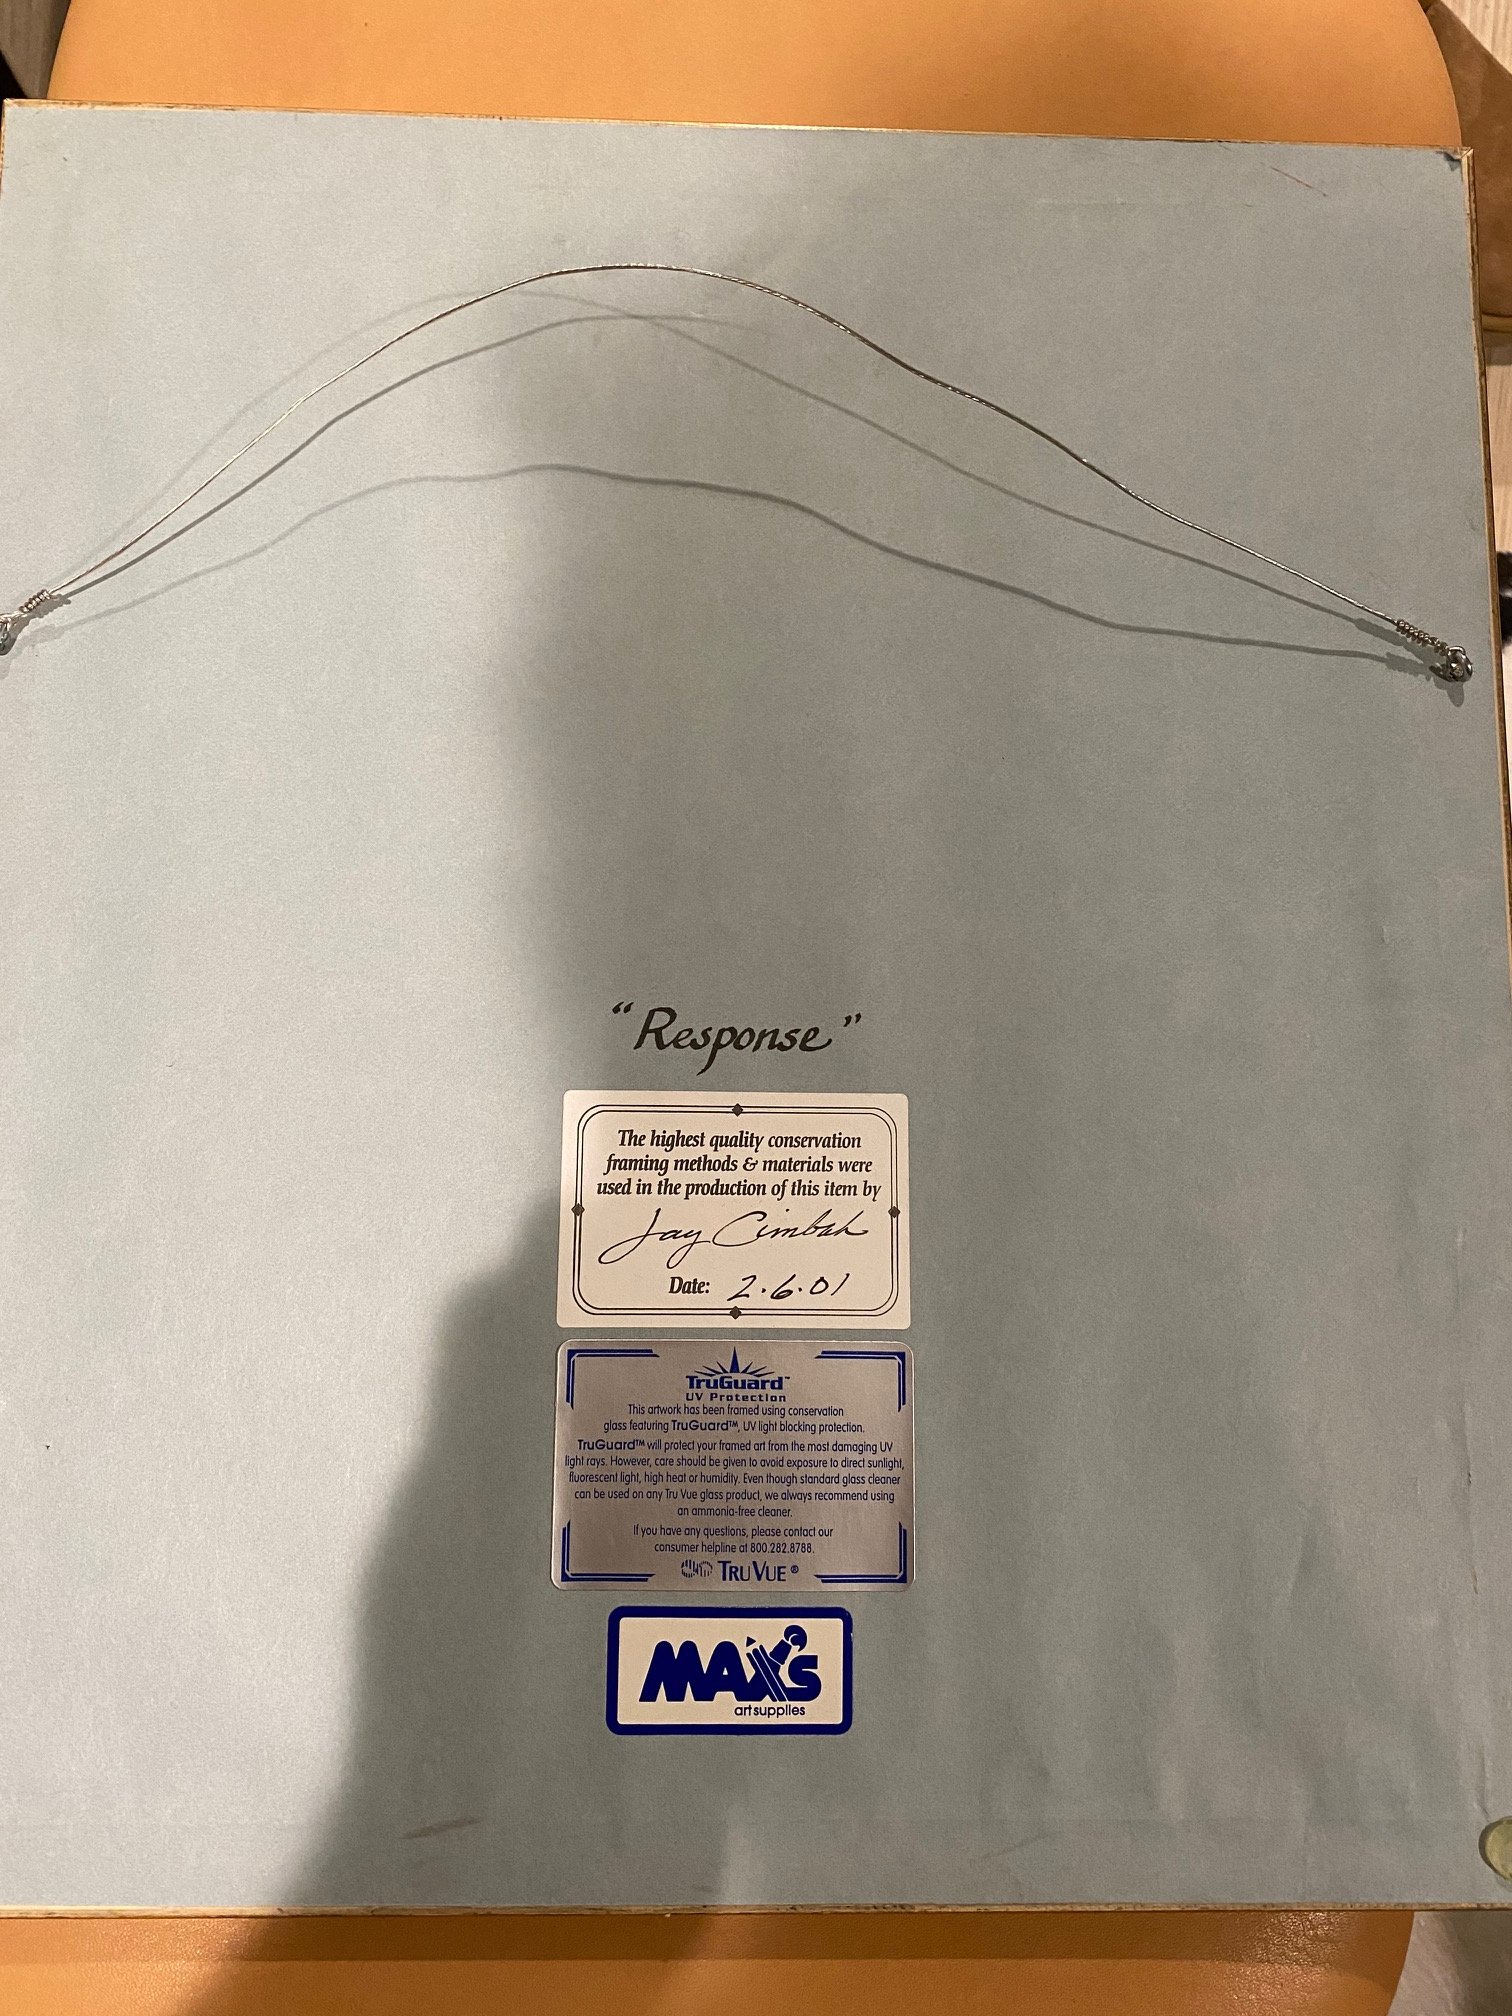 “Response”
The highest quality conservation
framing methods & materials were
used in the production of this item by
Jay Cimbah
Date: 2.6.01
TruGuard™
UV Protection
This artwork has been framed using conservation
glass featuring TruGuard™, UV light blocking protection.
TruGuard™ will protect your framed art from the most damaging UV
light rays. However, care should be given to avoid exposure to direct sunlight,
fluorescent light, high heat or humidity. Even though standard glass cleaner
can be used on any Tru Vue glass product, we always recommend using
an ammonia-free cleaner.
If you have any questions, please contact our
consumer helpline at 800.282.8788.
TRU VUE®
MAX'S
art supplies